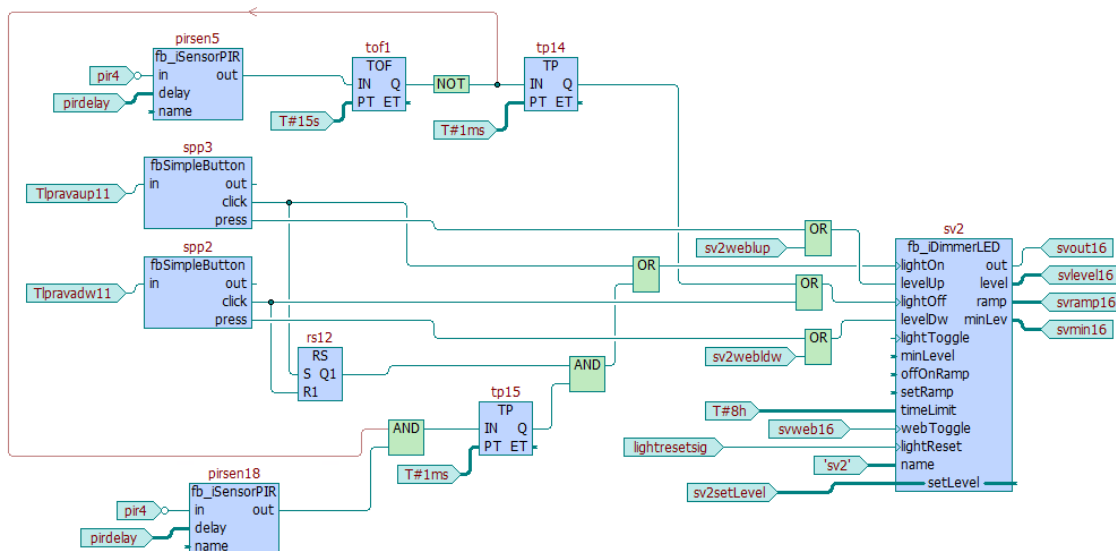 pirsen5
fb_iSensorPIR
in out
delay
name
pir4
pirdelay
tof1
TOF
IN Q
PT ET
T#15s
NOT
tp14
TP
IN Q
PT ET
T#1ms
spp3
fbSimpleButton
in out
click
press
Tlpravaup11
spp2
fbSimpleButton
in out
click
press
Tlpravadw11
rs12
RS
S Q1
R1
AND
tp15
TP
IN Q
PT ET
T#1ms
AND
pirsen18
fb_iSensorPIR
in out
delay
name
pir4
pirdelay
OR
OR
sv2weblup
OR
OR
sv2webldw
sv2
fb_iDimmerLED
lightOn out
levelUp level
lightOff ramp
levelDw minLev
lightToggle
minLevel
offOnRamp
setRamp
timeLimit
webToggle
lightReset
name
setLevel
T#8h
svweb16
lightresetsig
'sv2'
sv2setLevel
svout16
svlevel16
svramp16
svmin16